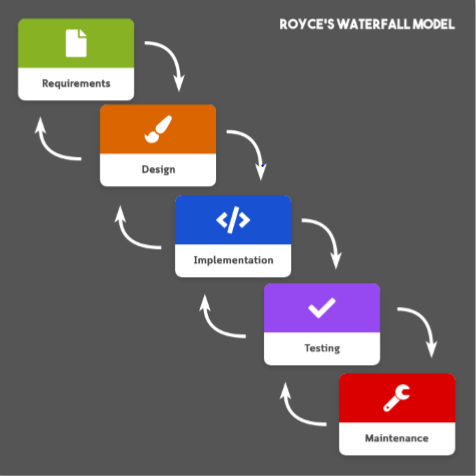 ROYCE'S WATERFALL MODEL
Requirements
Design
</>
Implementation
Testing
Maintenance